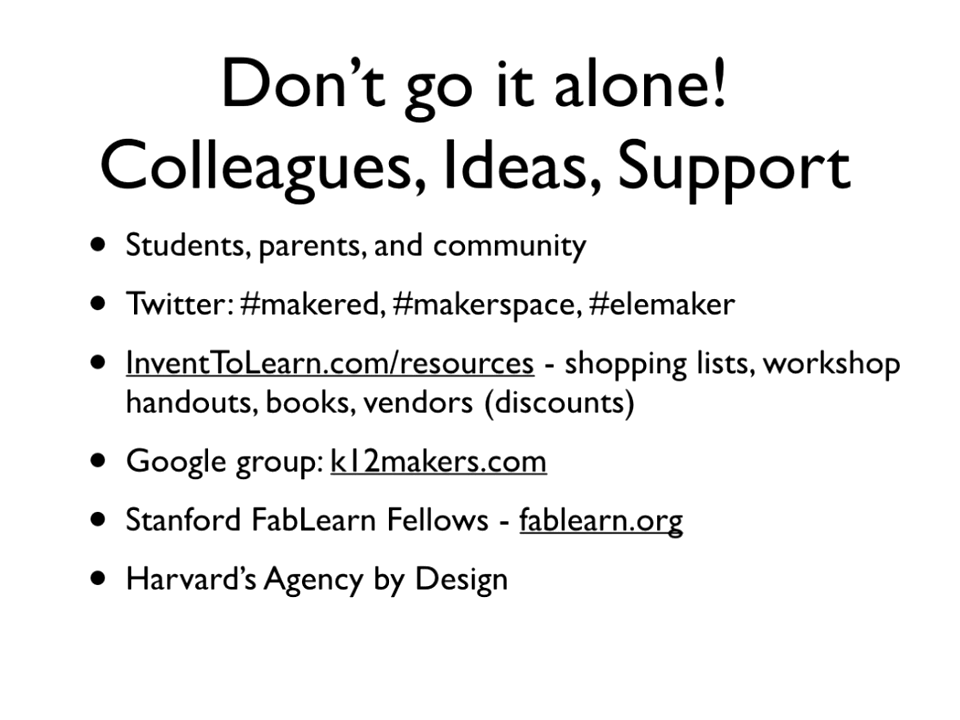 Don’t go it alone!
Colleagues, Ideas, Support
• Students, parents, and community
• Twitter: #makered, #makerspace, #elemaker
• InventToLearn.com/resources - shopping lists, workshop
handouts, books, vendors (discounts)
• Google group: k12makers.com
• Stanford FabLearn Fellows - fablearn.org
• Harvard’s Agency by Design